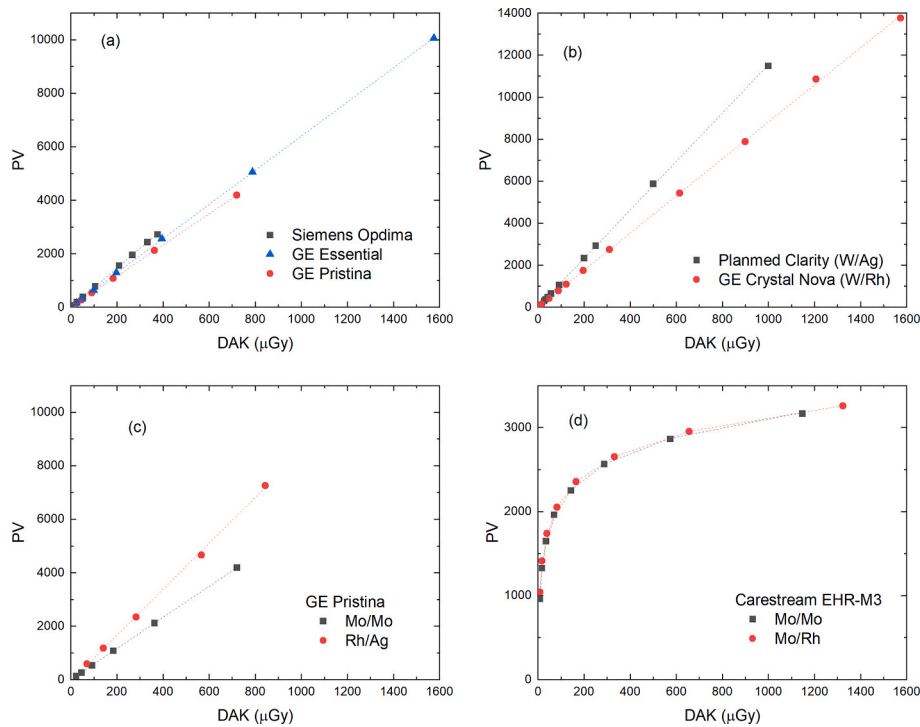 (a)
10000
8000
6000
4000
2000
0
PV
Siemens Opdima
GE Essential
GE Pristina
0 200 400 600 800 1000 1200 1400 1600
DAK (μGy)
(b)
14000
12000
10000
8000
6000
4000
2000
0
PV
Planmed Clarity (W/Ag)
GE Crystal Nova (W/Rh)
0 200 400 600 800 1000 1200 1400 1600
DAK (μGy)
(c)
10000
8000
6000
4000
2000
0
PV
GE Pristina
Mo/Mo
Rh/Ag
0 200 400 600 800 1000 1200 1400 1600
DAK (μGy)
(d)
3000
2000
1000
0
PV
Carestream EHR-M3
Mo/Mo
Mo/Rh
0 200 400 600 800 1000 1200 1400 1600
DAK (μGy)